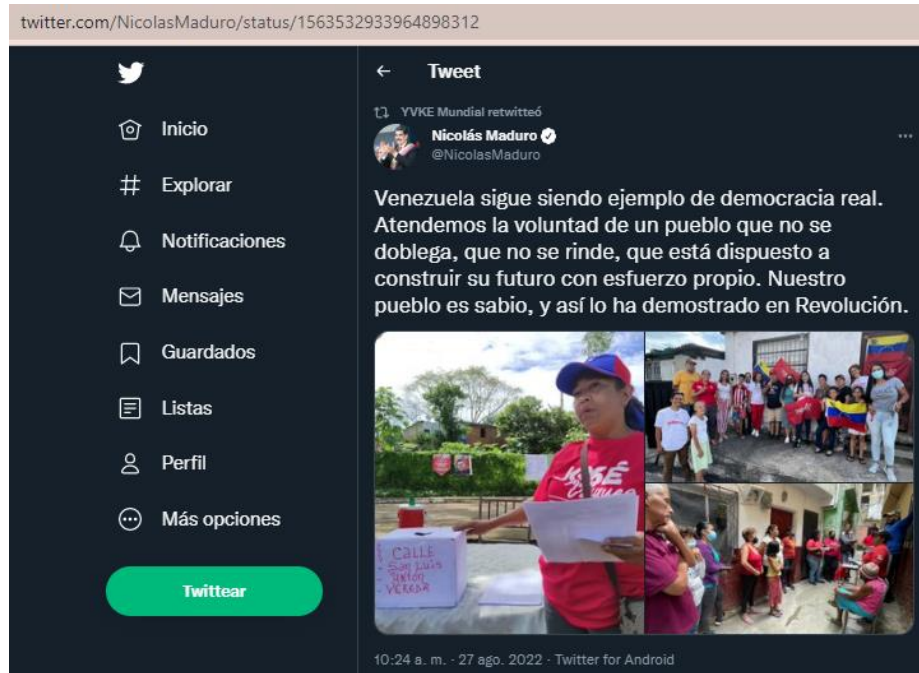 twitter.com/NicolasMaduro/status/1563532933964898312
Inicio
Explorar
Notificaciones
Mensajes
Guardados
Listas
Perfil
Más opciones
Twittear
Tweet
YVKE Mundial retwitteó
Nicolás Maduro
@NicolasMaduro
Venezuela sigue siendo ejemplo de democracia real.
Atendemos la voluntad de un pueblo que no se
doblega, que no se rinde, que está dispuesto a
construir su futuro con esfuerzo propio. Nuestro
pueblo es sabio, y así lo ha demostrado en Revolución.
JOSÉ
CALLE
- San Luis
VEREDA
10:24 a. m. · 27 ago. 2022 · Twitter for Android